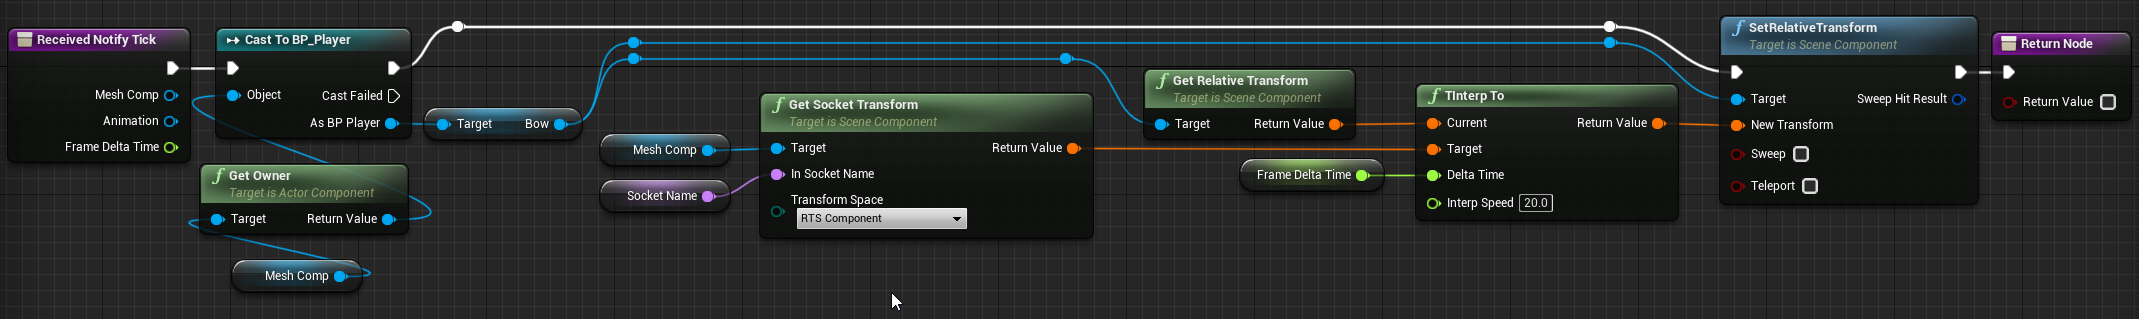 Received Notify Tick
Mesh Comp
Animation
Frame Delta Time
Cast To BP_Player
Object
Cast Failed
As BP Player
Get Owner
Target is Actor Component
Target
Return Value
Mesh Comp
Target
Bow
Mesh Comp
Socket Name
Get Socket Transform
Target is Scene Component
Target
Return Value
In Socket Name
Transform Space
RTS Component
Get Relative Transform
Target is Scene Component
Target
Return Value
Frame Delta Time
TInterp To
Current
Return Value
Target
Delta Time
Interp Speed 20.0
SetRelativeTransform
Target is Scene Component
Target
Sweep Hit Result
New Transform
Sweep
Teleport
Return Node
Return Value